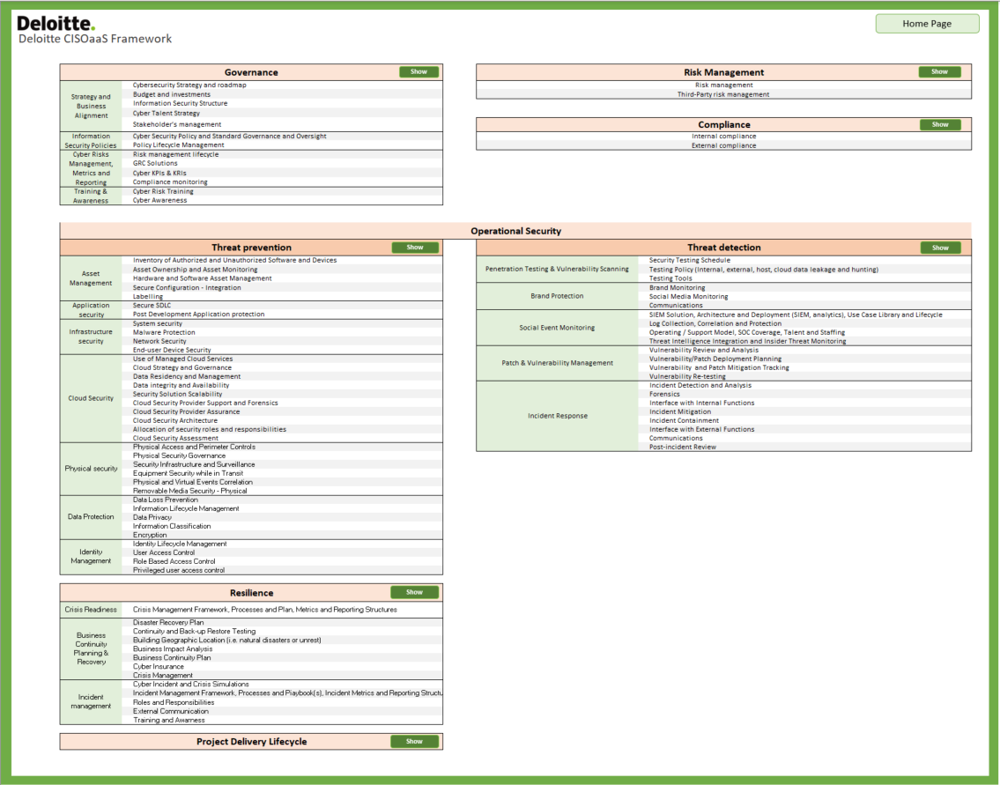 Deloitte.
Deloitte CISOaaS Framework
Home Page
Governance
Show
Strategy and
Business
Alignment
Cybersecurity Strategy and roadmap
Budget and investments
Information Security Structure
Cyber Talent Strategy
Stakeholder's management
Information
Security Policies
Cyber Security Policy and Standard Governance and Oversight
Policy Lifecycle Management
Cyber Risks
Management,
Metrics and
Reporting
Risk management lifecycle
GRC Solutions
Cyber KPIs & KRIs
Compliance monitoring
Training &
Awareness
Cyber Risk Training
Cyber Awareness
Risk Management
Show
Risk management
Third-Party risk management
Compliance
Show
Internal compliance
External compliance
Operational Security
Threat prevention
Show
Asset
Management
Inventory of Authorized and Unauthorized Software and Devices
Asset Ownership and Asset Monitoring
Hardware and Software Asset Management
Secure Configuration - Integration
Labelling
Application
security
Secure SDLC
Post Development Application protection
Infrastructure
security
System security
Malware Protection
Network Security
End-user Device Security
Cloud Security
Use of Managed Cloud Services
Cloud Strategy and Governance
Data Residency and Management
Data integrity and Availability
Security Solution Scalability
Cloud Security Provider Support and Forensics
Cloud Security Provider Assurance
Cloud Security Architecture
Allocation of security roles and responsibilities
Cloud Security Assessment
Physical security
Physical Access and Perimeter Controls
Physical Security Governance
Security Infrastructure and Surveillance
Equipment Security while in Transit
Physical and Virtual Events Correlation
Removable Media Security - Physical
Data Protection
Data Loss Prevention
Information Lifecycle Management
Data Privacy
Information Classification
Encryption
Identity
Management
Identity Lifecycle Management
User Access Control
Role Based Access Control
Privileged user access control
Threat detection
Show
Penetration Testing & Vulnerability Scanning
Security Testing Schedule
Testing Policy (Internal, external, host, cloud data leakage and hunting)
Testing Tools
Brand Protection
Brand Monitoring
Social Media Monitoring
Communications
Social Event Monitoring
SIEM Solution, Architecture and Deployment (SIEM, analytics), Use Case Library and Lifecycle
Log Collection, Correlation and Protection
Operating / Support Model, SOC Coverage, Talent and Staffing
Threat Intelligence Integration and Insider Threat Monitoring
Patch & Vulnerability Management
Vulnerability Review and Analysis
Vulnerability/Patch Deployment Planning
Vulnerability and Patch Mitigation Tracking
Vulnerability Re-testing
Incident Response
Incident Detection and Analysis
Forensics
Interface with Internal Functions
Incident Mitigation
Incident Containment
Interface with External Functions
Communications
Post-incident Review
Resilience
Show
Crisis Readiness
Crisis Management Framework, Processes and Plan, Metrics and Reporting Structures
Business
Continuity
Planning &
Recovery
Disaster Recovery Plan
Continuity and Back-up Restore Testing
Building Geographic Location (i.e. natural disasters or unrest)
Business Impact Analysis
Business Continuity Plan
Cyber Insurance
Crisis Management
Incident
management
Cyber Incident and Crisis Simulations
Incident Management Framework, Processes and Playbook(s), Incident Metrics and Reporting Structu
Roles and Responsibilities
External Communication
Training and Awarness
Project Delivery Lifecycle
Show